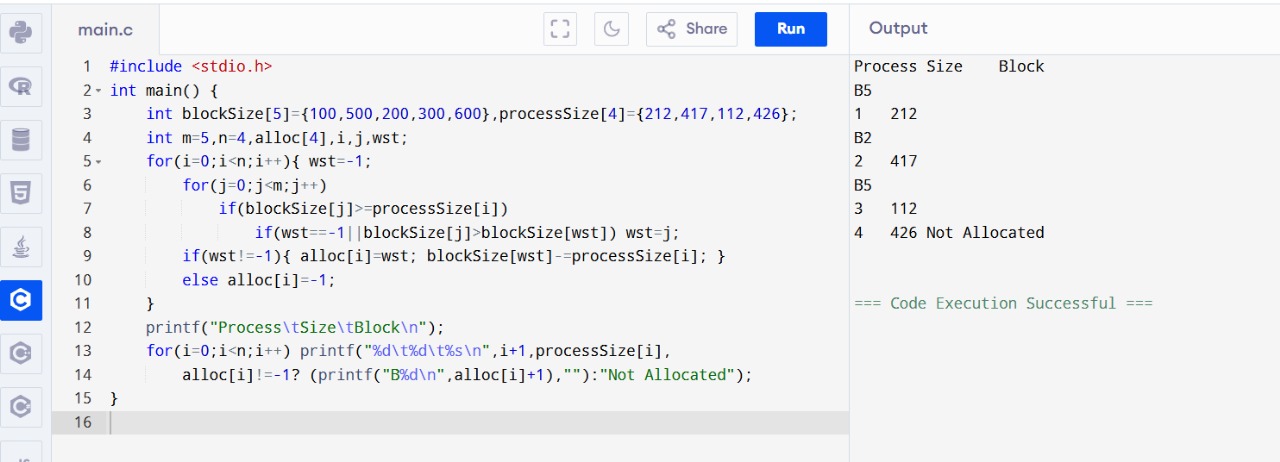 main.c
Share
Run
Output
1 #include <stdio.h>
2 int main() {
3 int blockSize[5]={100,500,200,300,600},processSize[4]={212,417,112,426};
4 int m=5,n=4,alloc[4],i,j,wst;
5 for(i=0;i<n;i++){ wst=-1;
6 for(j=0;j<m;j++)
7 if(blockSize[j]>=processSize[i])
8 if(wst==-1||blockSize[j]>blockSize[wst]) wst=j;
9 if(wst!=-1){ alloc[i]=wst; blockSize[wst]-=processSize[i]; }
10 else alloc[i]=-1;
11 }
12 printf("Process\tSize\tBlock\n");
13 for(i=0;i<n;i++) printf("%d\t%d\t%s\n",i+1,processSize[i],
14 alloc[i]!=-1? (printf("B%d\n",alloc[i]+1),""):"Not Allocated");
15 }
16
Process Size Block
B5
1 212
B2
2 417
B5
3 112
4 426 Not Allocated
=== Code Execution Successful ===